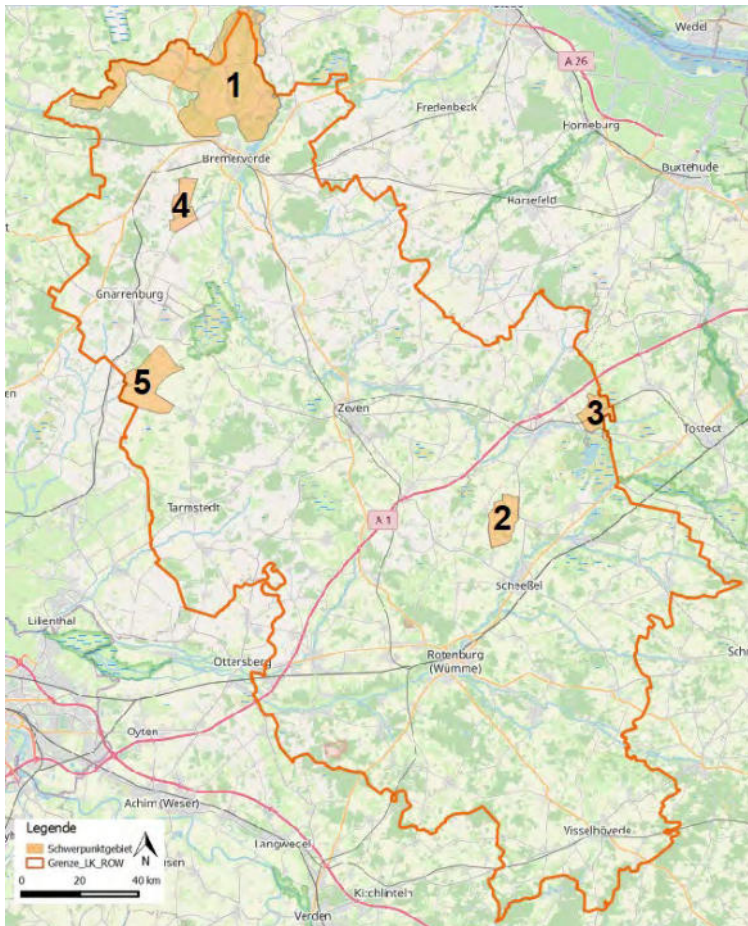 Wedel
A 26
Fredenbeck
Horneburg
1
Bremervörde
Buxtehude
Harsefeld
4
Gnarrenburg
5
en
3
Zeven
Tostedt
Tarmstedt
A 1
2
Scheeßel
Lilienthal
Rotenburg
(Wümme)
Ottersberg
Oyten
Achim (Weser)
Legende
Schwerpunktgebiet
Grenze_LK_ROW
N
0 20 40 km
Langwedel
Visselhövede
Kirchlinteln
Verden